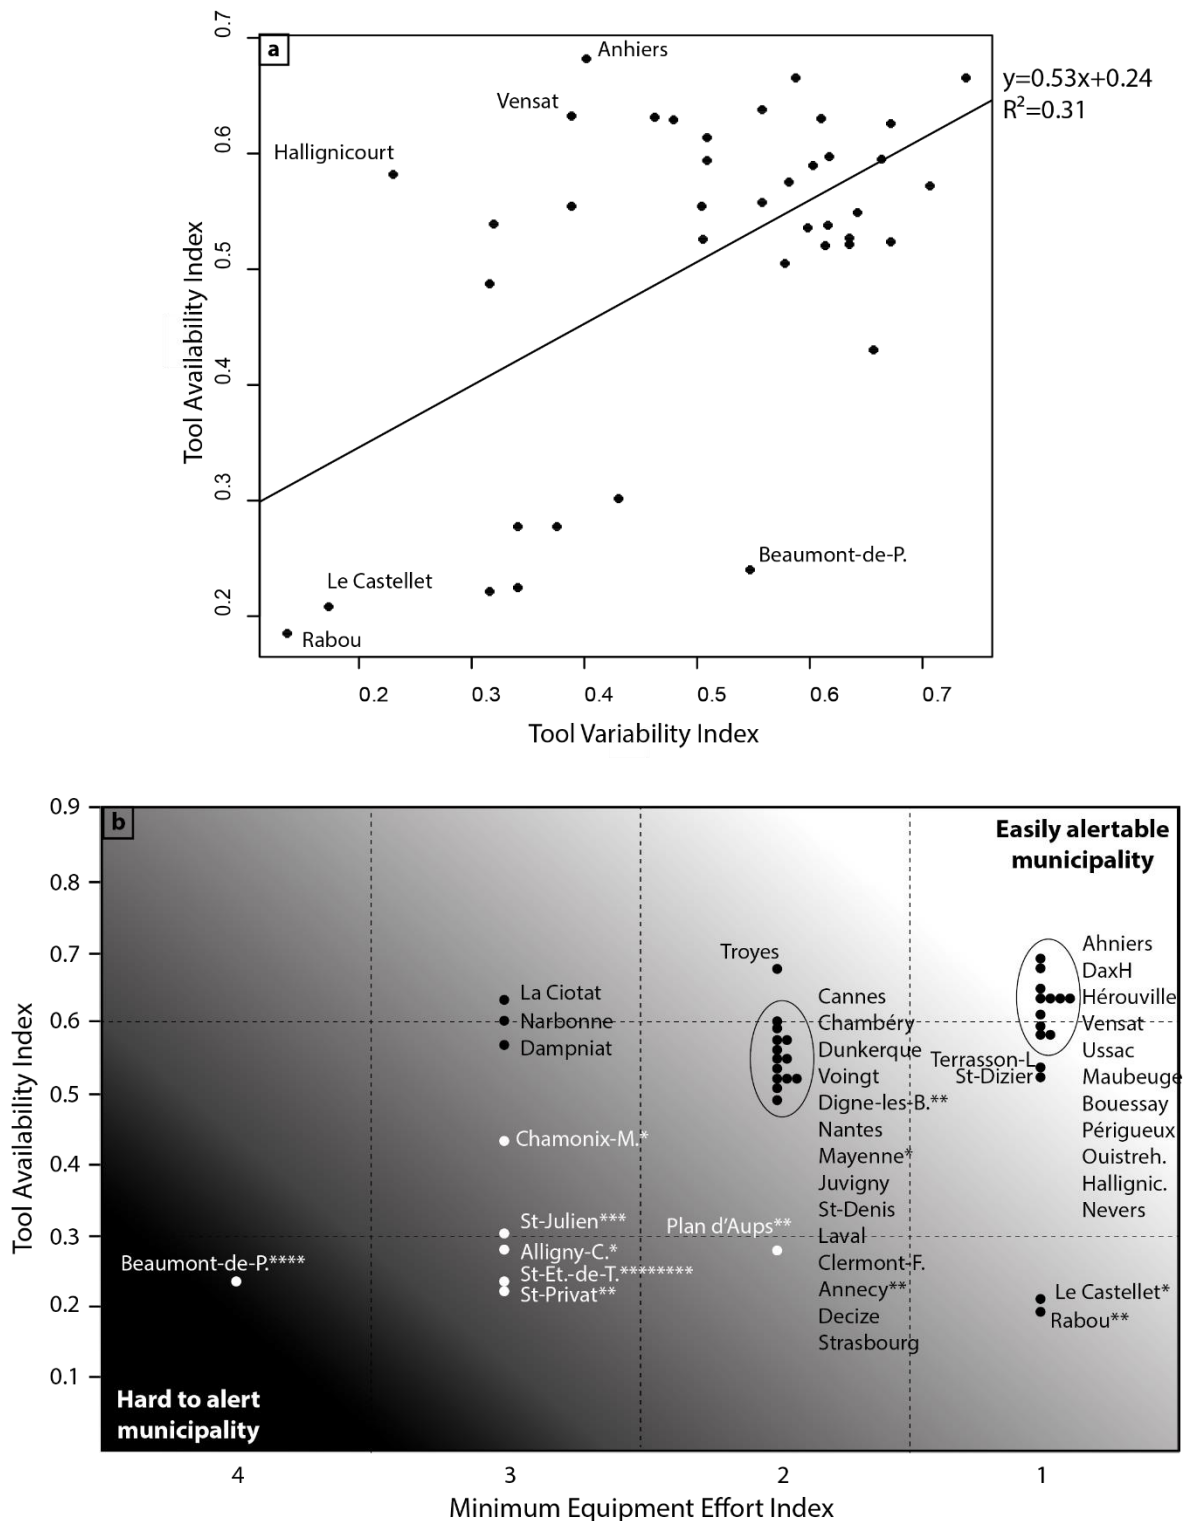 a
Anhiers
Vensat
Hallignicourt
y=0.53x+0.24
R²=0.31
0.7
0.6
0.5
0.4
0.3
0.2
Tool Availability Index
Beaumont-de-P.
Le Castellet
Rabou
0.2 0.3 0.4 0.5 0.6 0.7
Tool Variability Index
b
Easily alertable
municipality
0.9
0.8
0.7
0.6
0.5
0.4
0.3
0.2
0.1
Tool Availability Index
Beaumont-de-P.****
Hard to alert
municipality
La Ciotat
Narbonne
Dampniat
Chamonix-M.*
St-Julien***
Alligny-C.*
St-Et.-de-T.********
St-Privat**
Troyes
Plan d'Aups**
Cannes
Chambéry
Dunkerque
Voingt
Digne-les-B.**
Nantes
Mayenne*
Juvigny
St-Denis
Laval
Clermont-F.
Annecy**
Decize
Strasbourg
Terrasson-L
St-Dizier
Ahniers
DaxH
Hérouville
Vensat
Ussac
Maubeuge
Bouessay
Périgueux
Ouistreh.
Hallignic.
Nevers
Le Castellet*
Rabou**
4 3 2 1
Minimum Equipment Effort Index